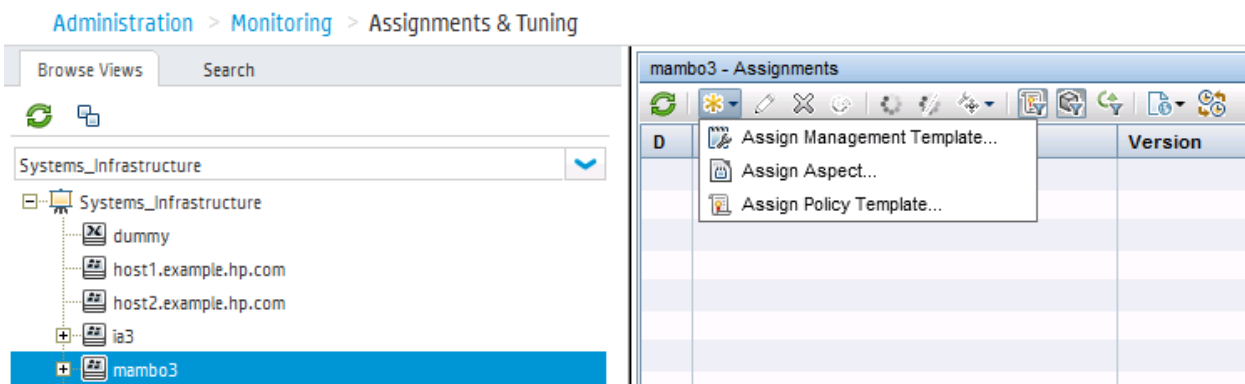 Administration > Monitoring > Assignments & Tuning
Browse Views Search
Systems_Infrastructure
Systems_Infrastructure
dummy
host1.example.hp.com
host2.example.hp.com
ia3
mambo3
mambo3 - Assignments
D Version
Assign Management Template...
Assign Aspect...
Assign Policy Template...